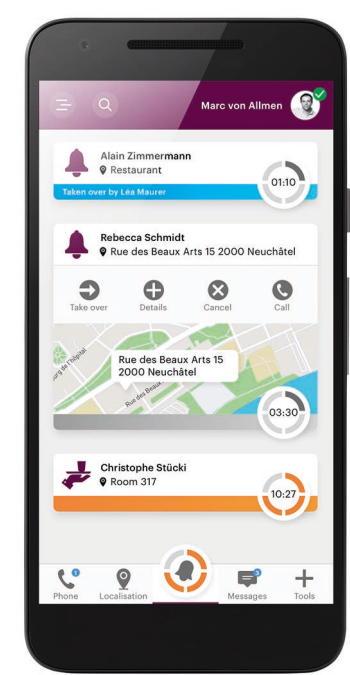 Marc von Allmen
Alain Zimmermann
Restaurant
01:10
Taken over by Léa Maurer
Rebecca Schmidt
Rue des Beaux Arts 15 2000 Neuchâtel
Take over
Details
Cancel
Call
Rue des Beaux Arts 15
2000 Neuchâtel
Rue des Beaux
03:30
Christophe Stücki
Room 317
10:27
1
3
Phone
Localisation
Messages
Tools